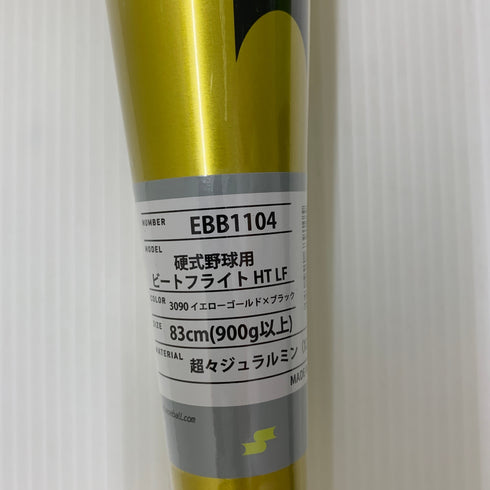 NUMBER EBB1104
MODEL 硬式野球用
ビートフライト HT LF
COLOR 3090 イエローゴールド×ブラック
SIZE 83cm(900g以上)
MATERIAL 超々ジュラルミン
MADE